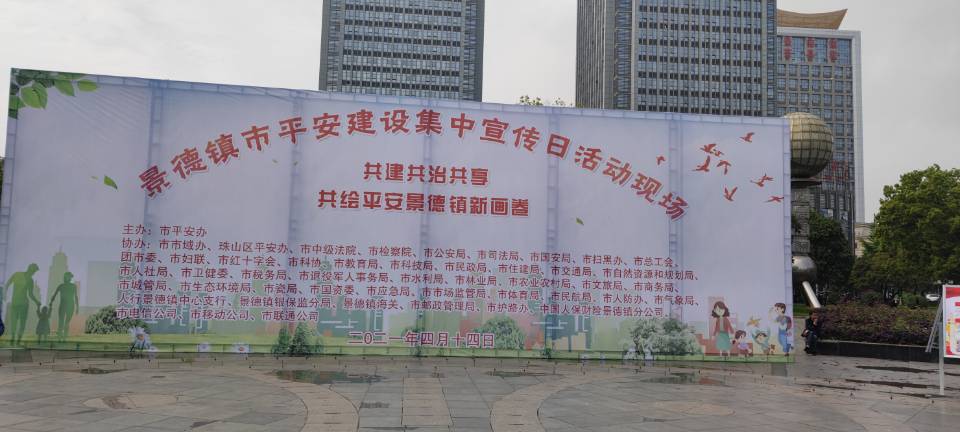 景德镇市平安建设集中宣传日活动现场
共建共治共享
共绘平安景德镇新画卷
主办：市平安办
协办：市市域办、珠山区平安办、市中级法院、市检察院、市公安局、市司法局、市国安局、市扫黑办、市总工会、
团市委、市妇联、市红十字会、市科协、市教育局、市科技局、市民政局、市住建局、市交通局、市自然资源和规划局、
市人社局、市卫健委、市税务局、市退役军人事务局、市水利局、市林业局、市农业农村局、市文旅局、市商务局、
市城管局、市生态环境局、市瓷局、市国资委、市应急局、市市场监管局、市体育局、市民航局、市人防办、市气象局、
人行景德镇中心支行、景德镇银保监分局、景德镇海关、市邮政管理局、市护路办、中国人保财险景德镇分公司、
市电信公司、市移动公司、市联通公司
二〇二一年四月十四日